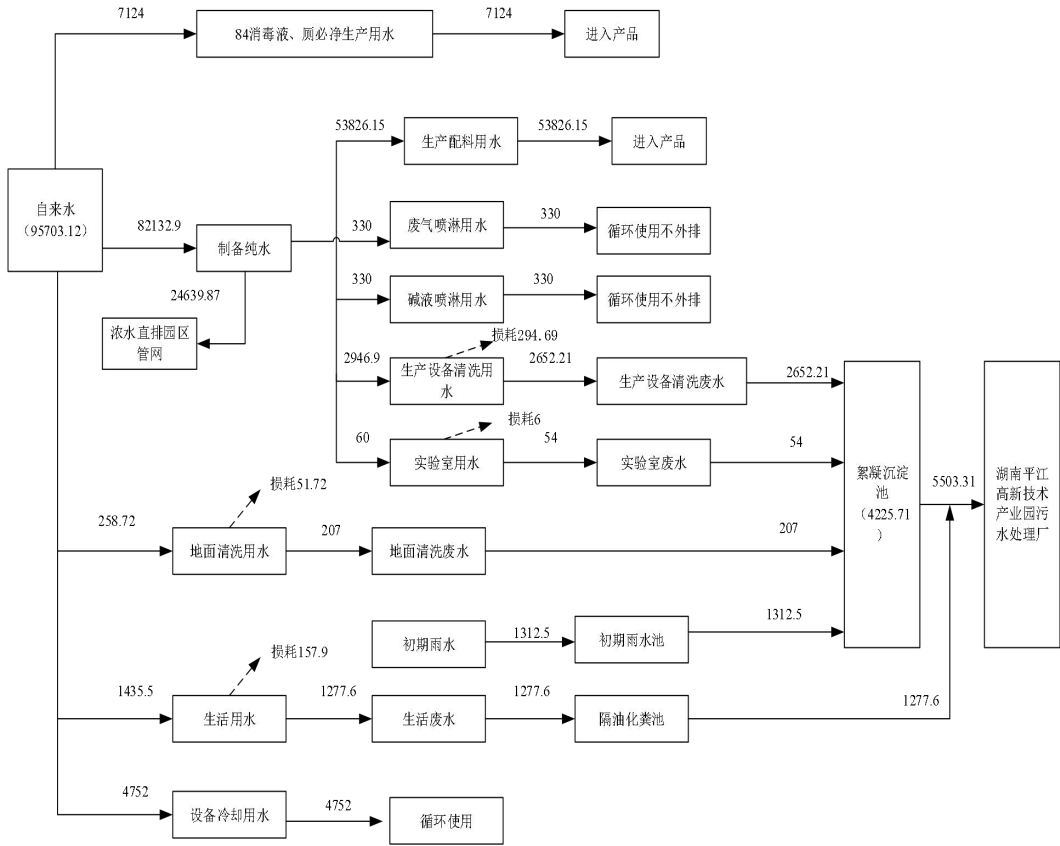 7124
84消毒液、厕必净生产用水
7124
进入产品
53826.15
生产配料用水
53826.15
进入产品
自来水
（95703.12）
82132.9
制备纯水
330
废气喷淋用水
330
循环使用不外排
24639.87
浓水直排园区
管网
330
碱液喷淋用水
330
循环使用不外排
损耗294.69
2946.9
生产设备清洗用
水
2652.21
生产设备清洗废水
2652.21
损耗6
60
实验室用水
54
实验室废水
54
絮凝沉淀
池
（4225.71
）
5503.31
湖南平江
高新技术
产业园污
水处理厂
损耗51.72
258.72
地面清洗用水
207
地面清洗废水
207
初期雨水
1312.5
初期雨水池
1312.5
损耗157.9
1435.5
生活用水
1277.6
生活废水
1277.6
隔油化粪池
1277.6
4752
设备冷却用水
4752
循环使用